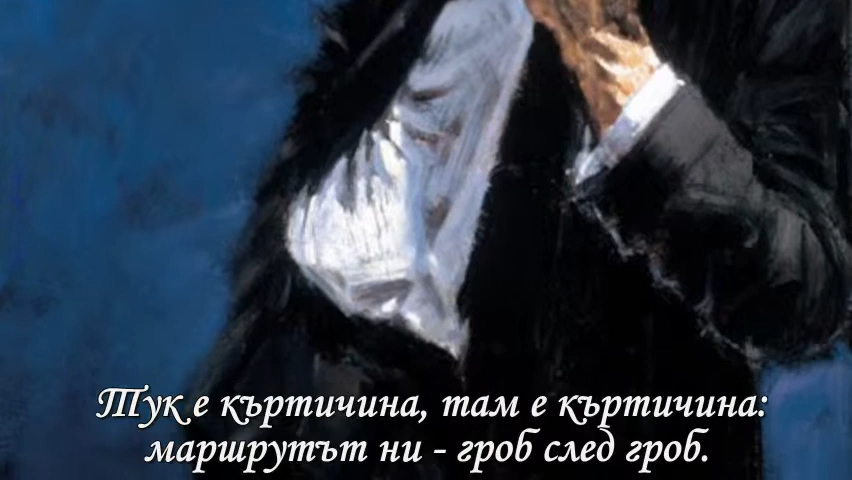 Тук е къртичина, там е къртичина:
маршрутът ни - гроб след гроб.